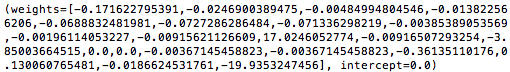 (weights=[-0.171622795391,-0.0246900389475,-0.00484994804546,-0.01382256
6206,-0.0688832481981,-0.0727286286484,-0.071336298219,-0.00385389053569
,-0.00196114053227,-0.00915621126609,17.0246052774,-0.00916507293254,-3.
85003664515,0.0,0.0,-0.00367145458823,-0.00367145458823,-0.36135110176,0
.130060765481,-0.0186624531761,-19.9353247456], intercept=0.0)